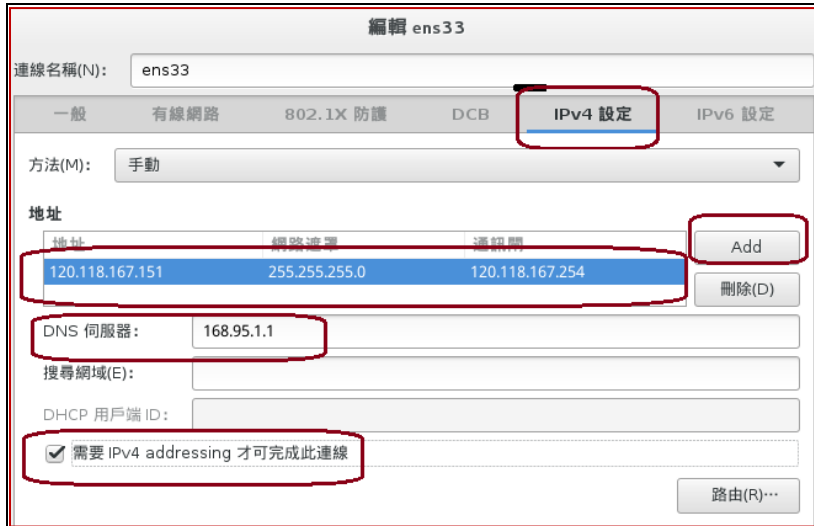 編輯 ens33
連線名稱(N): ens33
一般 有線網路 802.1X 防護 DCB IPv4 設定 IPv6 設定
方法(M): 手動
地址
地址 網路遮罩 通訊閘 Add
120.118.167.151 255.255.255.0 120.118.167.254
刪除(D)
DNS 伺服器: 168.95.1.1
搜尋網域(E):
DHCP 用戶端 ID:
需要 IPv4 addressing 才可完成此連線
路由(R)…